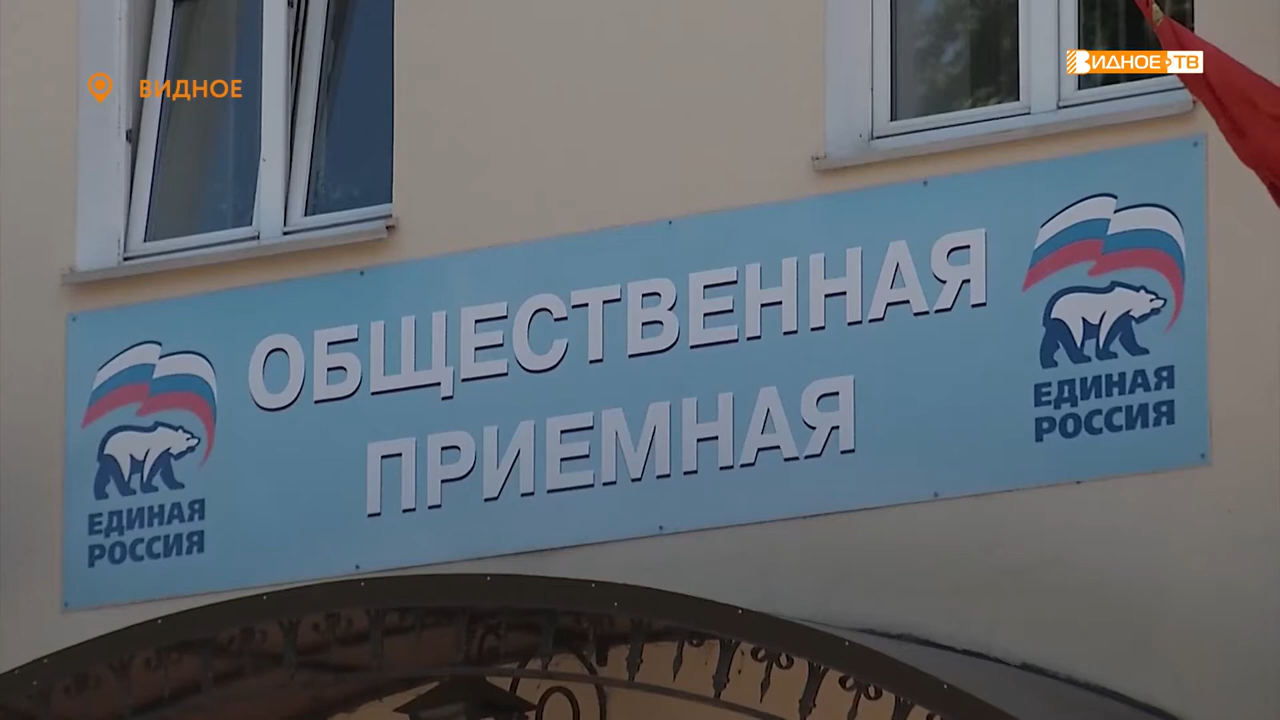 ВИДНОЕ
ВИДНОЕ ТВ
ОБЩЕСТВЕННАЯ
ПРИЕМНАЯ
ЕДИНАЯ
РОССИЯ
ЕДИНАЯ
РОССИЯ